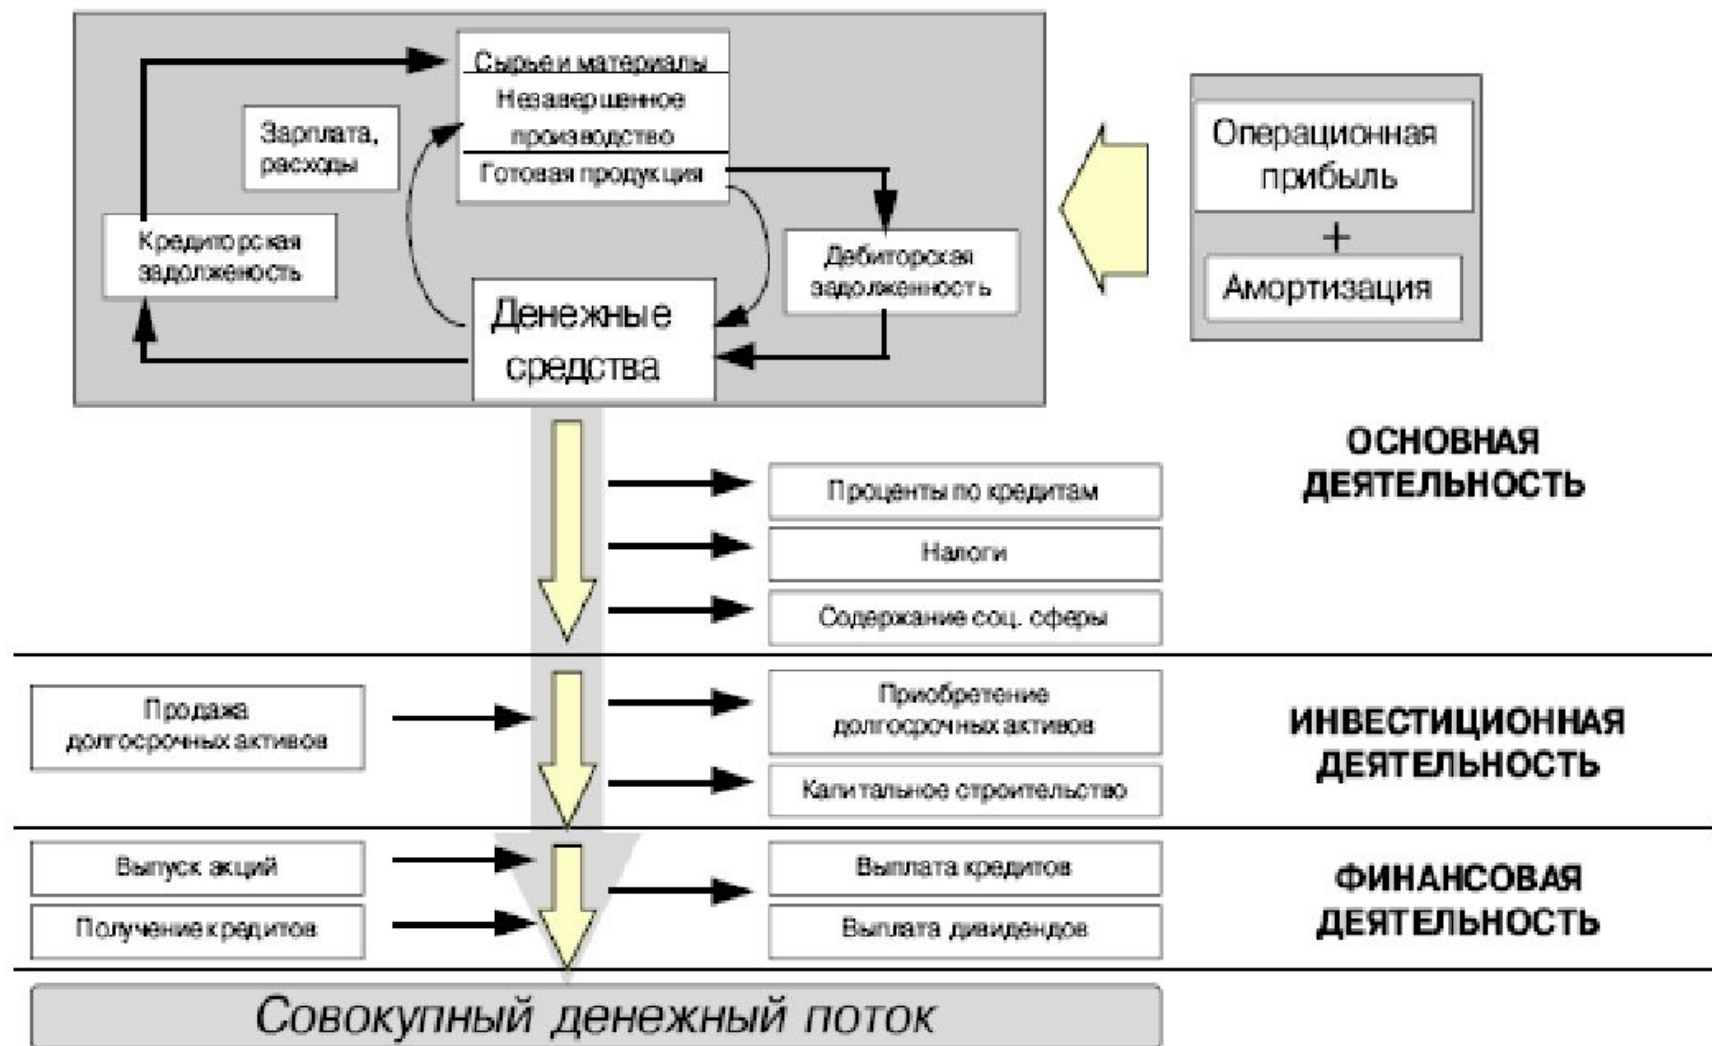 Сырье и материалы
Незавершенное
производство
Готовая продукция
Зарплата,
расходы
Кредиторская
задолженость
Дебиторская
задолженность
Денежные
средства
Операционная
прибыль
+
Амортизация
ОСНОВНАЯ
ДЕЯТЕЛЬНОСТЬ
Проценты по кредитам
Налоги
Содержание соц. сферы
Продажа
долгосрочных активов
Приобретение
долгосрочных активов
Капитальное строительство
ИНВЕСТИЦИОННАЯ
ДЕЯТЕЛЬНОСТЬ
Выпуск акций
Получение кредитов
Выплата кредитов
Выплата дивидендов
ФИНАНСОВАЯ
ДЕЯТЕЛЬНОСТЬ
Совокупный денежный поток